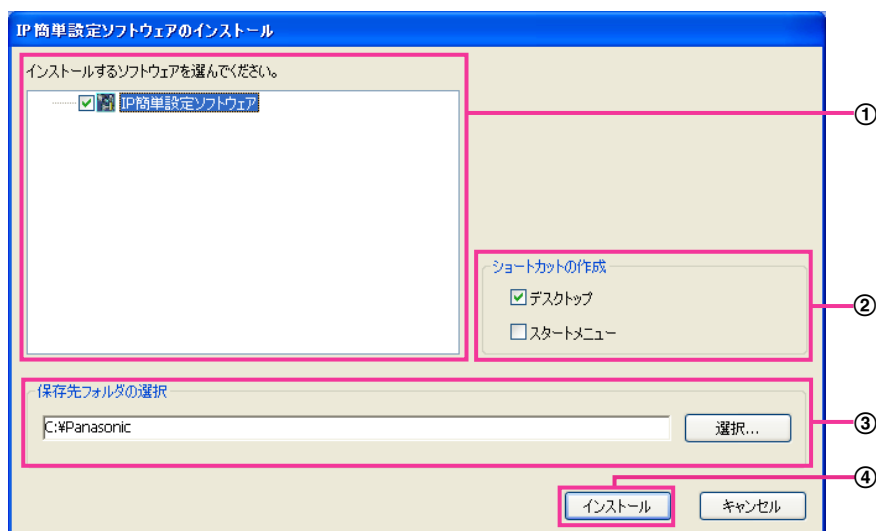 IP簡単設定ソフトウェアのインストール
インストールするソフトウェアを選んでください。
IP簡単設定ソフトウェア
①
ショートカットの作成
デスクトップ
②
スタートメニュー
保存先フォルダの選択
C:¥Panasonic
選択...
③
④
インストール
キャンセル